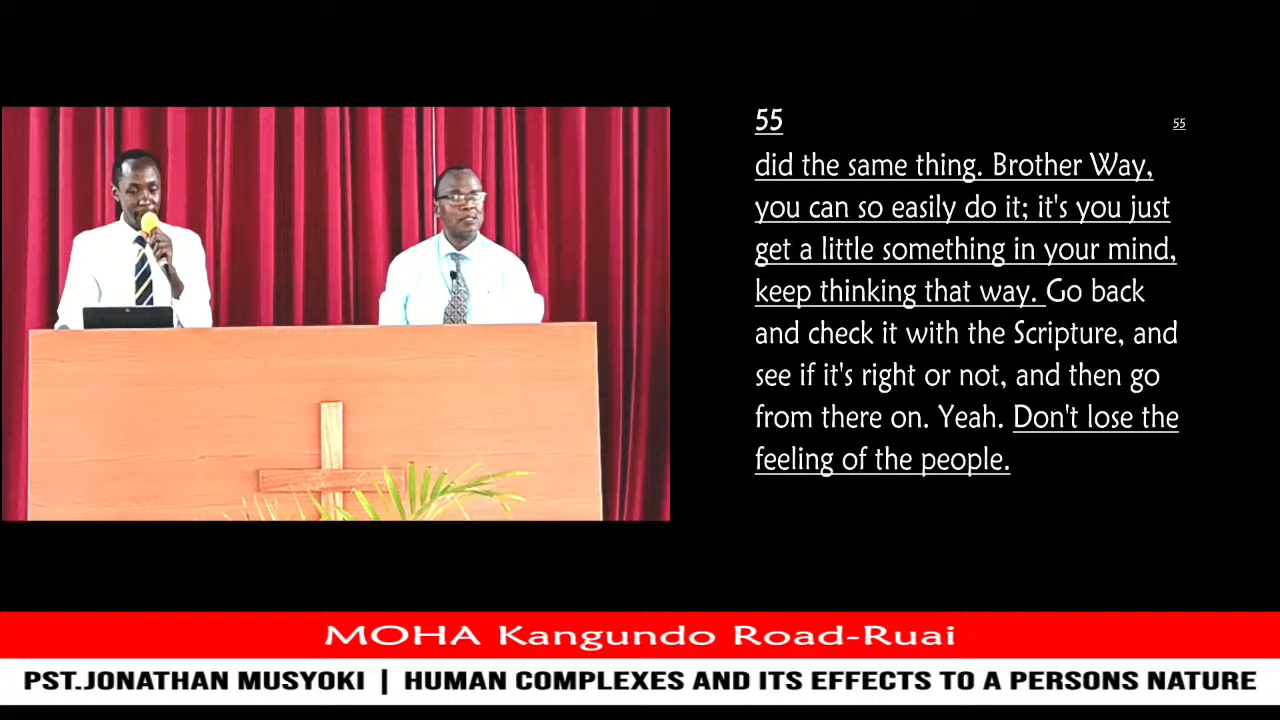 55
55
did the same thing. Brother Way,
you can so easily do it; it's you just
get a little something in your mind,
keep thinking that way. Go back
and check it with the Scripture, and
see if it's right or not, and then go
from there on. Yeah. Don't lose the
feeling of the people.
MOHA Kangundo Road-Ruai
PST.JONATHAN MUSYOKI | HUMAN COMPLEXES AND ITS EFFECTS TO A PERSONS NATURE